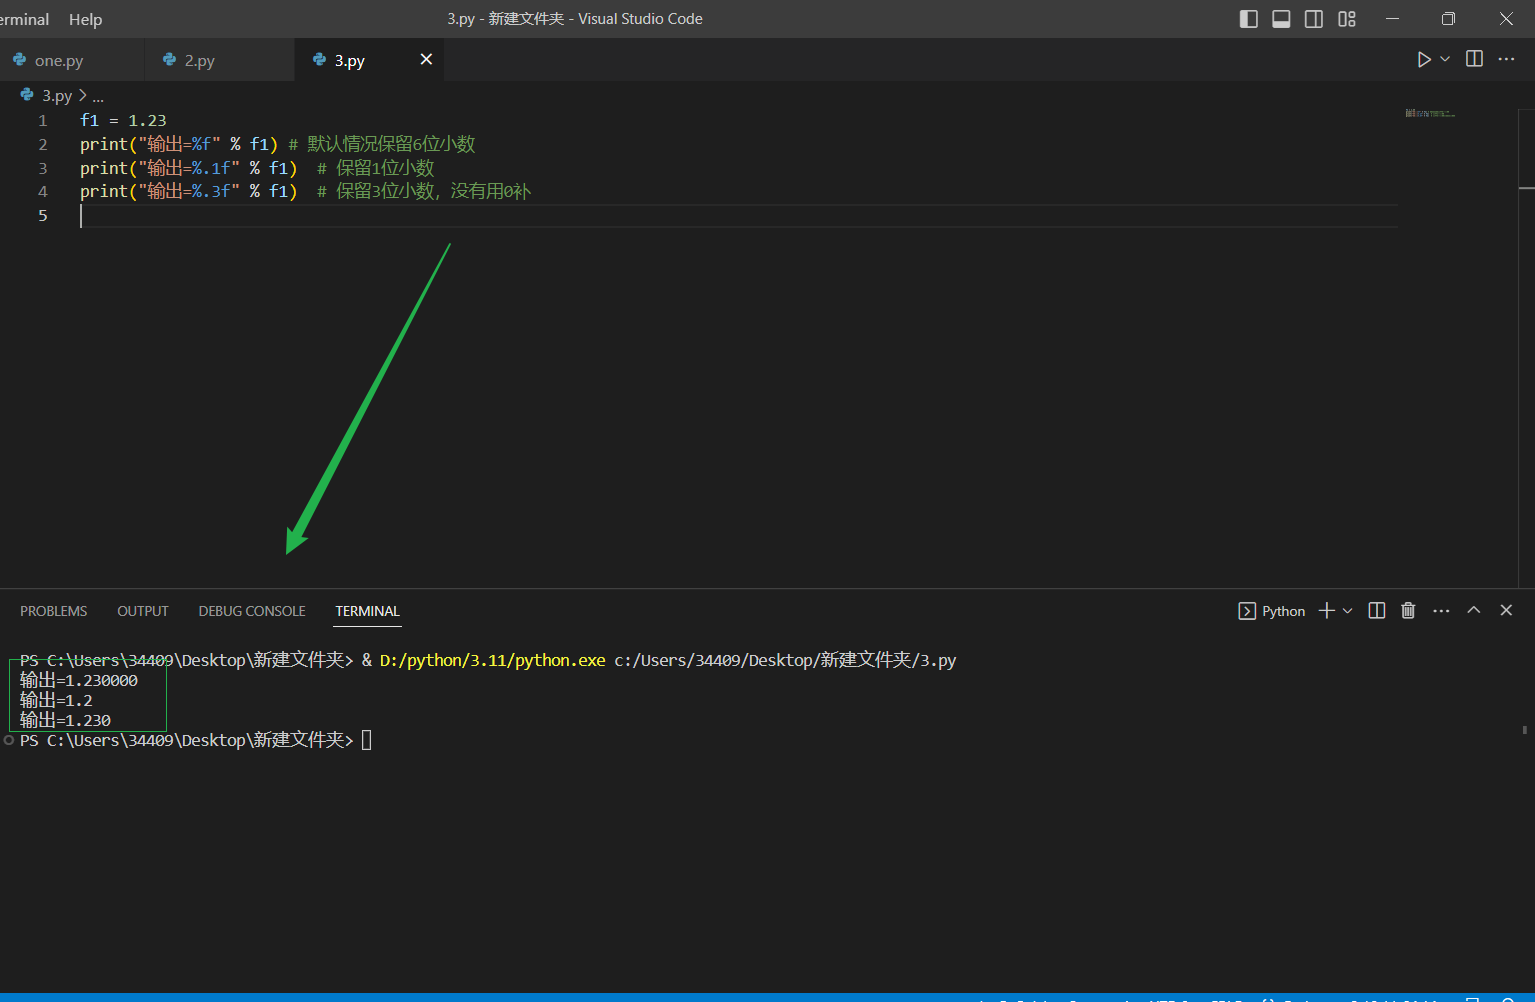 erminal Help 3.py - 新建文件夹 - Visual Studio Code
one.py 2.py 3.py
3.py > ...
1 f1 = 1.23
2 print("输出=%f" % f1) # 默认情况保留6位小数
3 print("输出=%.1f" % f1)  # 保留1位小数
4 print("输出=%.3f" % f1)  # 保留3位小数，没有用0补
5
PROBLEMS OUTPUT DEBUG CONSOLE TERMINAL Python
PS C:\Users\34409\Desktop\新建文件夹> & D:/python/3.11/python.exe c:/Users/34409/Desktop/新建文件夹/3.py
输出=1.230000
输出=1.2
输出=1.230
PS C:\Users\34409\Desktop\新建文件夹>